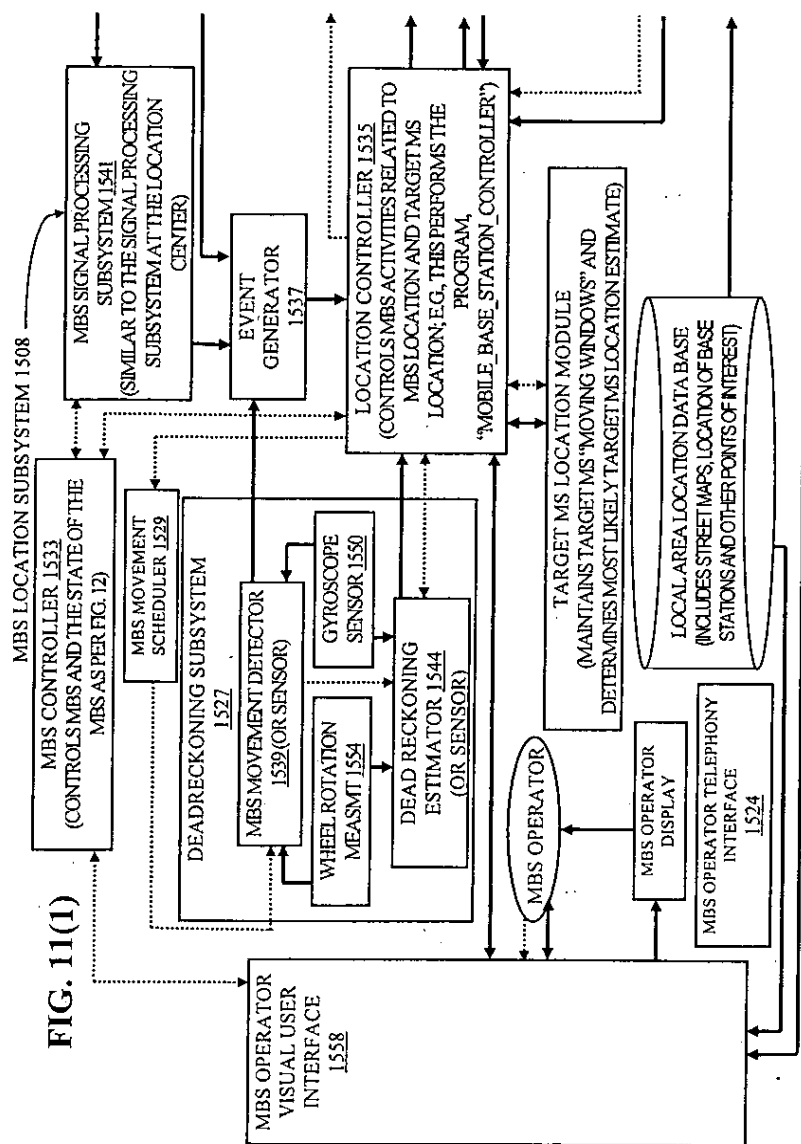 FIG. 11(1)
MBS LOCATION SUBSYSTEM 1508
MBS CONTROLLER 1533
(CONTROLS MBS AND THE STATE OF THE
MBS AS PER FIG. 12)
MBS SIGNAL PROCESSING
SUBSYSTEM 1541
(SIMILAR TO THE SIGNAL PROCESSING
SUBSYSTEM AT THE LOCATION
CENTER)
MBS MOVEMENT
SCHEDULER 1529
EVENT
GENERATOR
1537
DEADRECKONING SUBSYSTEM
1527
MBS MOVEMENT DETECTOR
1539 (OR SENSOR)
WHEEL ROTATION
MEASMT 1554
GYROSCOPE
SENSOR 1550
DEAD RECKONING
ESTIMATOR 1544
(OR SENSOR)
LOCATION CONTROLLER 1535
(CONTROLS MBS ACTIVITIES RELATED TO
MBS LOCATION AND TARGET MS
LOCATION; E.G., THIS PERFORMS THE
PROGRAM,
“MOBILE_BASE_STATION_CONTROLLER”)
MBS OPERATOR
VISUAL USER
INTERFACE
1558
MBS OPERATOR
TARGET MS LOCATION MODULE
(MAINTAINS TARGET MS “MOVING WINDOWS” AND
DETERMINES MOST LIKELY TARGET MS LOCATION ESTIMATE)
MBS OPERATOR
DISPLAY
MBS OPERATOR TELEPHONY
INTERFACE
1524
LOCAL AREA LOCATION DATA BASE
(INCLUDES STREET MAPS, LOCATION OF BASE
STATIONS AND OTHER POINTS OF INTEREST)